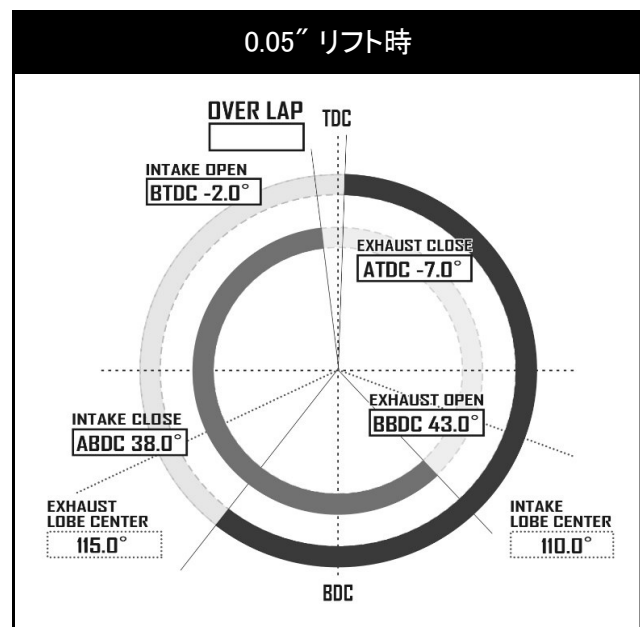 0.05″ リフト時
OVER LAP
TDC
INTAKE OPEN
BTDC -2.0°
EXHAUST CLOSE
ATDC -7.0°
EXHAUST OPEN
BBDC 43.0°
INTAKE CLOSE
ABDC 38.0°
EXHAUST
LOBE CENTER
115.0°
INTAKE
LOBE CENTER
110.0°
BDC